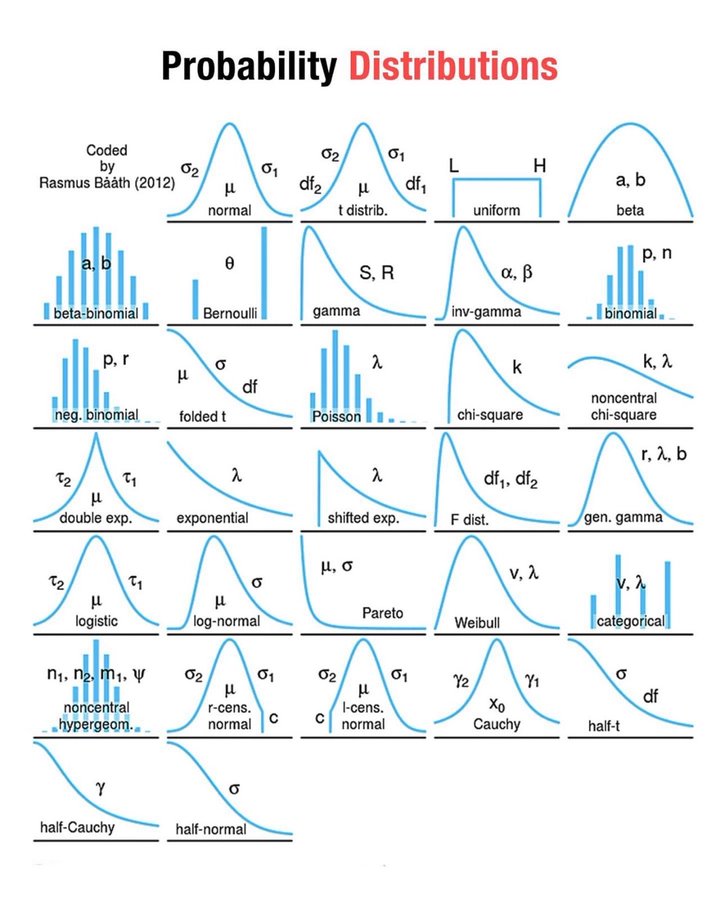 Probability Distributions
Coded
by
Rasmus Bååth (2012)
σ2 σ1
μ
normal
σ2 σ1
df2 μ df1
t distrib.
L H
uniform
a, b
beta
a, b
beta-binomial
θ
Bernoulli
S, R
gamma
α, β
inv-gamma
p, n
binomial
p, r
neg. binomial
μ σ
df
folded t
λ
Poisson
k
chi-square
k, λ
noncentral
chi-square
τ2 τ1
μ
double exp.
λ
exponential
λ
shifted exp.
df1, df2
F dist.
r, λ, b
gen. gamma
τ2 τ1
μ
logistic
σ
μ
log-normal
μ, σ
Pareto
v, λ
Weibull
v, λ
categorical
n1, n2, m1, ψ
noncentral
hypergeom.
σ2 σ1
μ
r-cens.
normal c
σ2 σ1
μ
l-cens.
c normal
γ2 γ1
x0
Cauchy
σ
df
half-t
γ
half-Cauchy
σ
half-normal